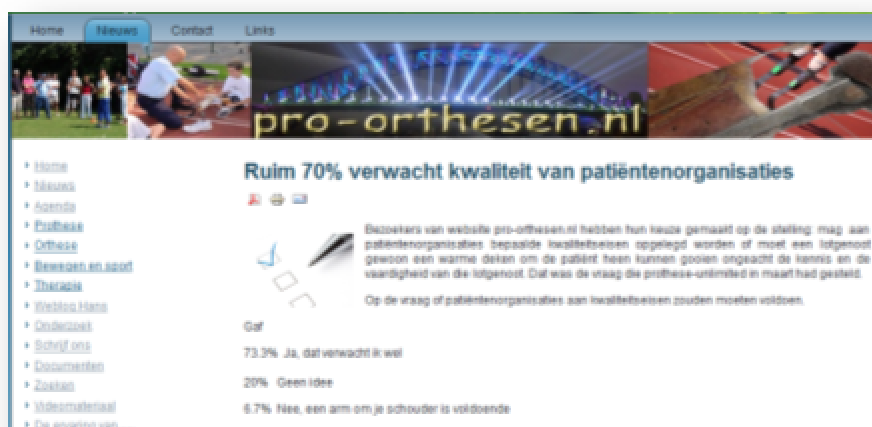 Home Nieuws Contact Links
pro-orthesen.nl
Home
Nieuws
Agenda
Prothese
Orthese
Bewegen en sport
Therapie
Weblog Hans
Onderzoek
Schrijf ons
Documenten
Zoeken
Videomateriaal
De ervaring van
Ruim 70% verwacht kwaliteit van patiëntenorganisaties
Bezoekers van website pro-orthesen.nl hebben hun keuze gemaakt op de stelling: mag aan
patiëntenorganisaties bepaalde kwaliteitseisen opgelegd worden of moet een lotgenoot
gewoon een warme deken om de patiënt heen kunnen gooien ongeacht de kennis en de
vaardigheid van die lotgenoot. Dat was de vraag die prothese-unlimited in maart had gesteld.
Op de vraag of patiëntenorganisaties aan kwaliteitseisen zouden moeten voldoen.
Gaf
73.3% Ja, dat verwacht ik wel
20% Geen idee
6.7% Nee, een arm om je schouder is voldoende